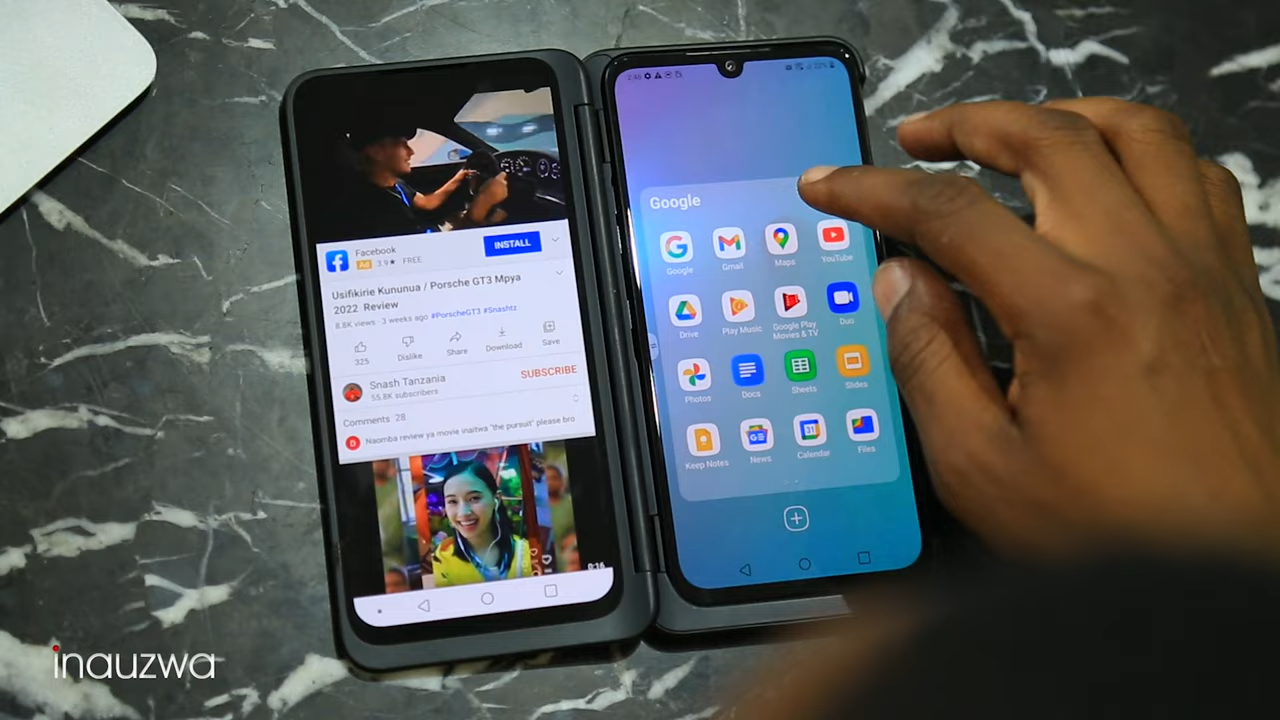 Facebook
Ad 3.9★ FREE
INSTALL
Usifikirie Kununua / Porsche GT3 Mpya
2022 Review
8.8K views · 3 weeks ago #PorscheGT3 #Snashtz
325
Dislike
Share
Download
Save
Snash Tanzania
55.8K subscribers
SUBSCRIBE
Comments 28
D
Naomba review ya movie inaitwa "the pursuit" please bro
0:16
Google
Google
Gmail
Maps
YouTube
Drive
Play Music
Google Play
Movies & TV
Duo
Photos
Docs
Sheets
Slides
Keep Notes
News
Calendar
31
Files
inauzwa